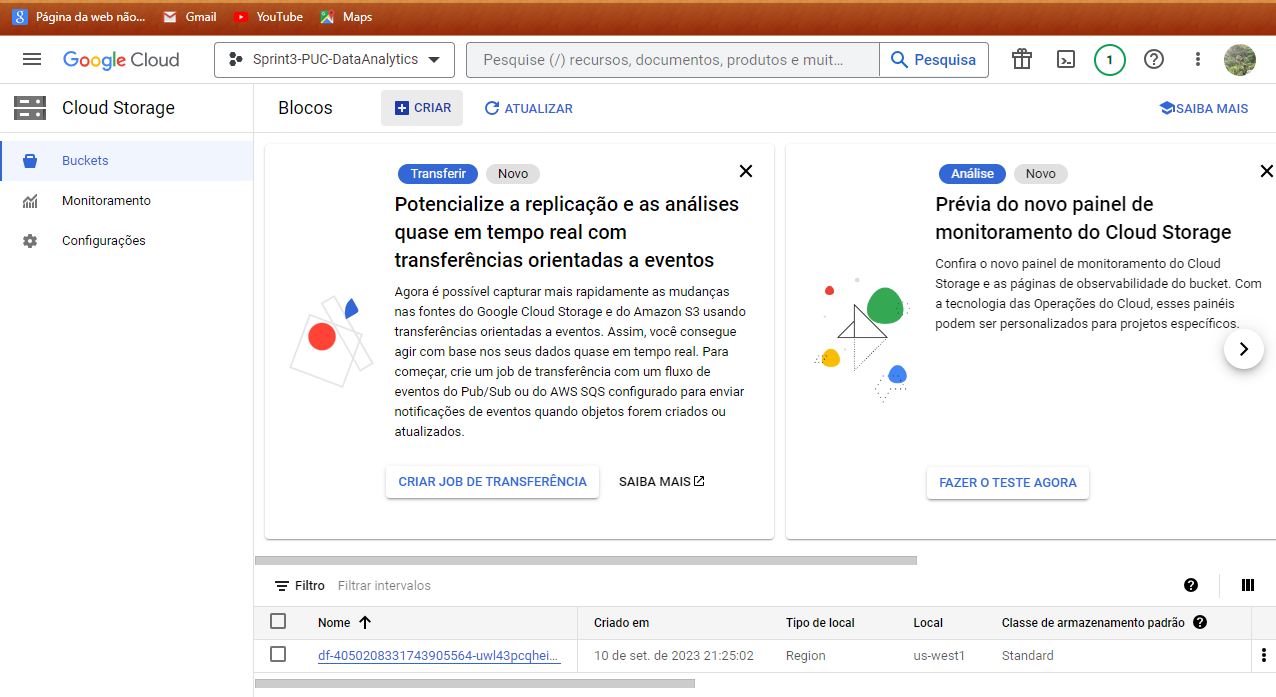 Página da web não...
Gmail
YouTube
Maps
Google Cloud
Sprint3-PUC-DataAnalytics
Pesquise (/) recursos, documentos, produtos e muit...
Pesquisa
1
Cloud Storage
Blocos
CRIAR
ATUALIZAR
SAIBA MAIS
Buckets
Monitoramento
Configurações
Transferir
Novo
Potencialize a replicação e as análises
quase em tempo real com
transferências orientadas a eventos
Agora é possível capturar mais rapidamente as mudanças
nas fontes do Google Cloud Storage e do Amazon S3 usando
transferências orientadas a eventos. Assim, você consegue
agir com base nos seus dados quase em tempo real. Para
começar, crie um job de transferência com um fluxo de
eventos do Pub/Sub ou do AWS SQS configurado para enviar
notificações de eventos quando objetos forem criados ou
atualizados.
CRIAR JOB DE TRANSFERÊNCIA
SAIBA MAIS
Análise
Novo
Prévia do novo painel de
monitoramento do Cloud Storage
Confira o novo painel de monitoramento do Cloud
Storage e as páginas de observabilidade do bucket. Com
a tecnologia das Operações do Cloud, esses painéis
podem ser personalizados para projetos específicos.
FAZER O TESTE AGORA
Filtro
Filtrar intervalos
Nome
Criado em
Tipo de local
Local
Classe de armazenamento padrão
df-4050208331743905564-uwl43pcqhei...
10 de set. de 2023 21:25:02
Region
us-west1
Standard